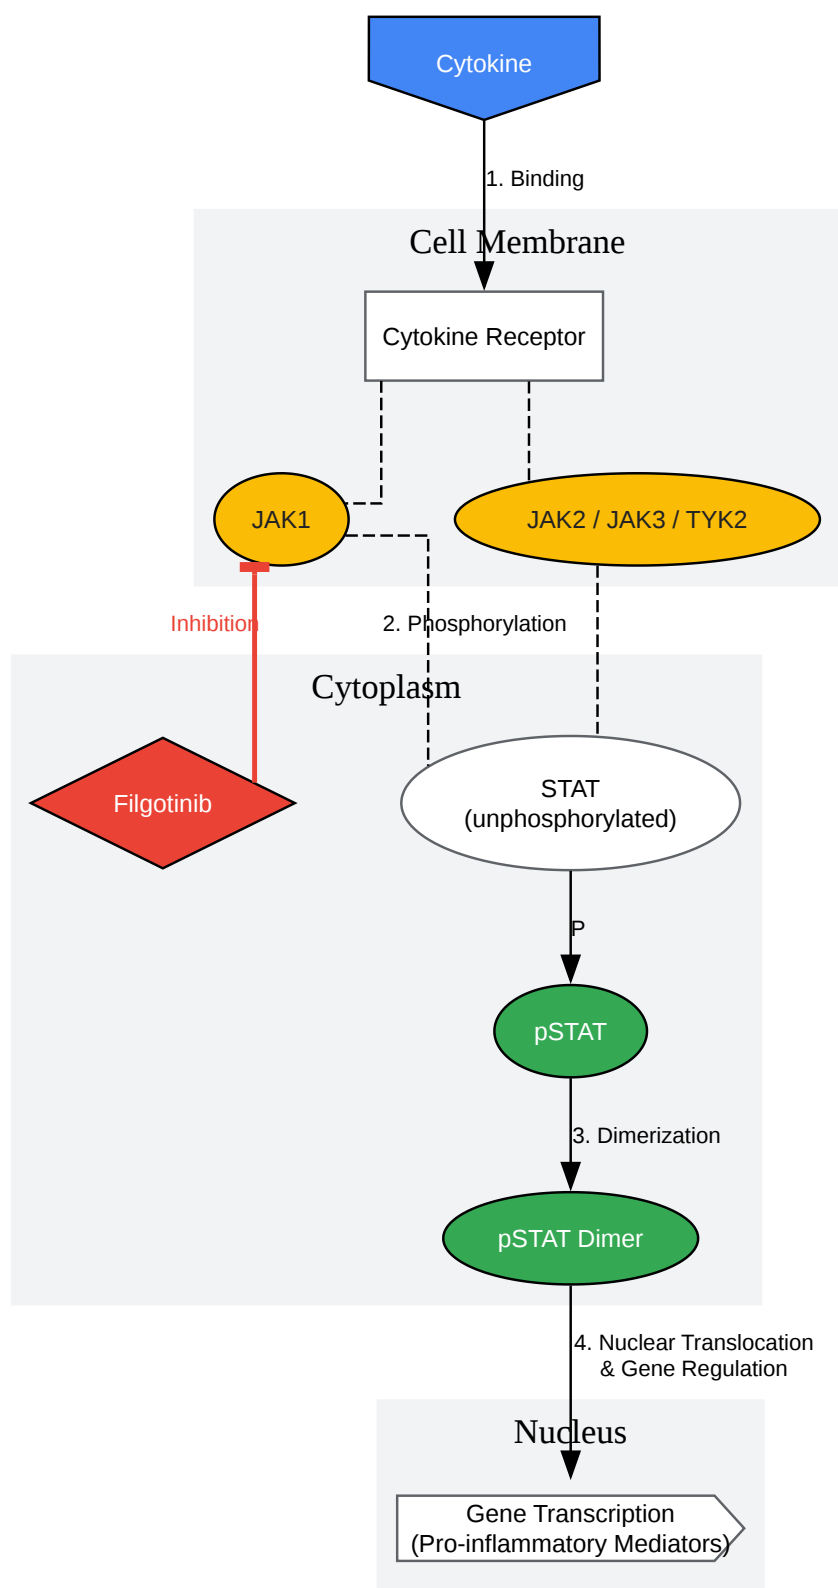 Cytokine
1. Binding
Cell Membrane
Cytokine Receptor
JAK1
JAK2 / JAK3 / TYK2
Inhibition
2. Phosphorylation
Cytoplasm
Filgotinib
STAT
(unphosphorylated)
P
pSTAT
3. Dimerization
pSTAT Dimer
4. Nuclear Translocation
& Gene Regulation
Nucleus
Gene Transcription
(Pro-inflammatory Mediators)